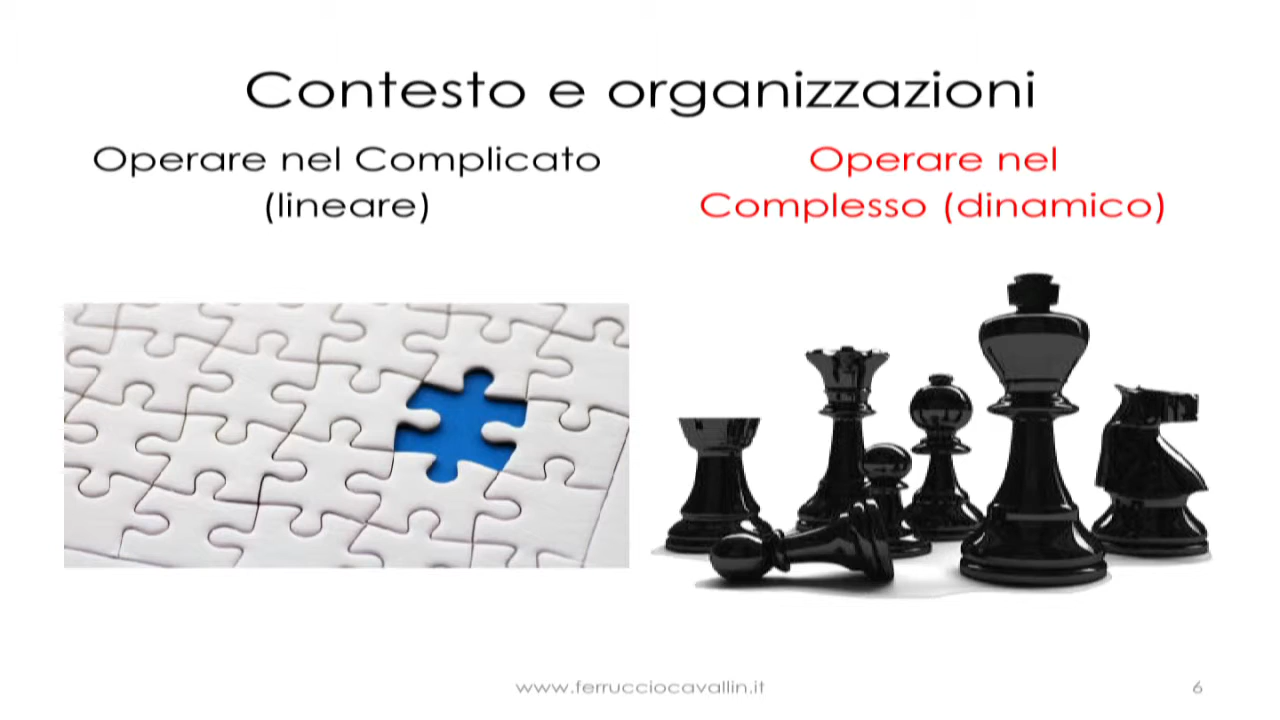 Contesto e organizzazioni
Operare nel Complicato
(lineare)
Operare nel
Complesso (dinamico)
www.ferrucciocavallin.it
6